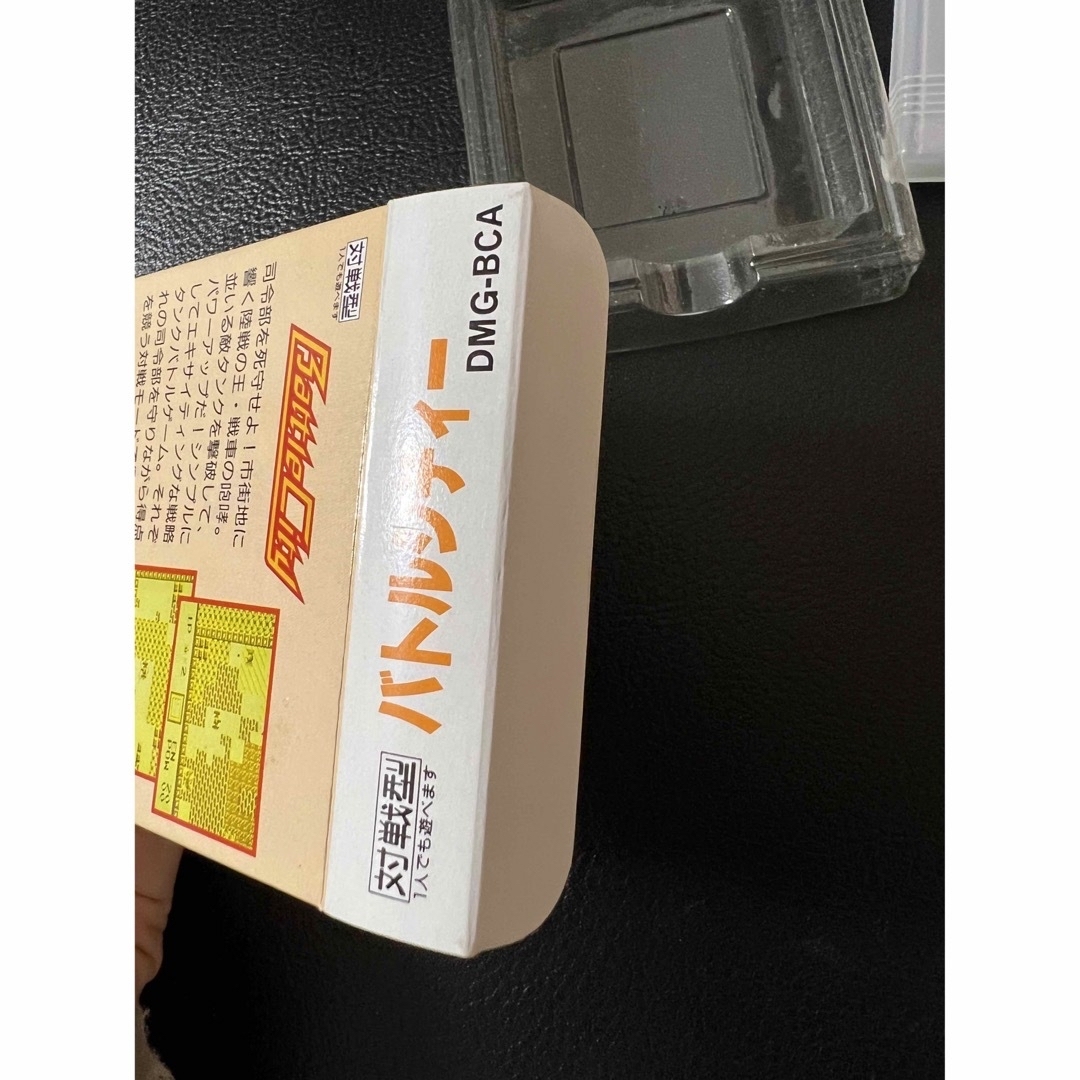 DMG-BCA
バトルシティー
対戦型
1人でも遊べます
対戦型
1人でも遊べます
Battle City
司令部を死守せよ!市街地に
響く陸戦の王・戦車の咆哮。
並いる敵タンクを撃破して、
パワーアップだ!シンプルに
してエキサイティングな戦略
タンクバトルゲーム。それぞ
れの司令部を守りながら得点
を競う対戦モード
1P